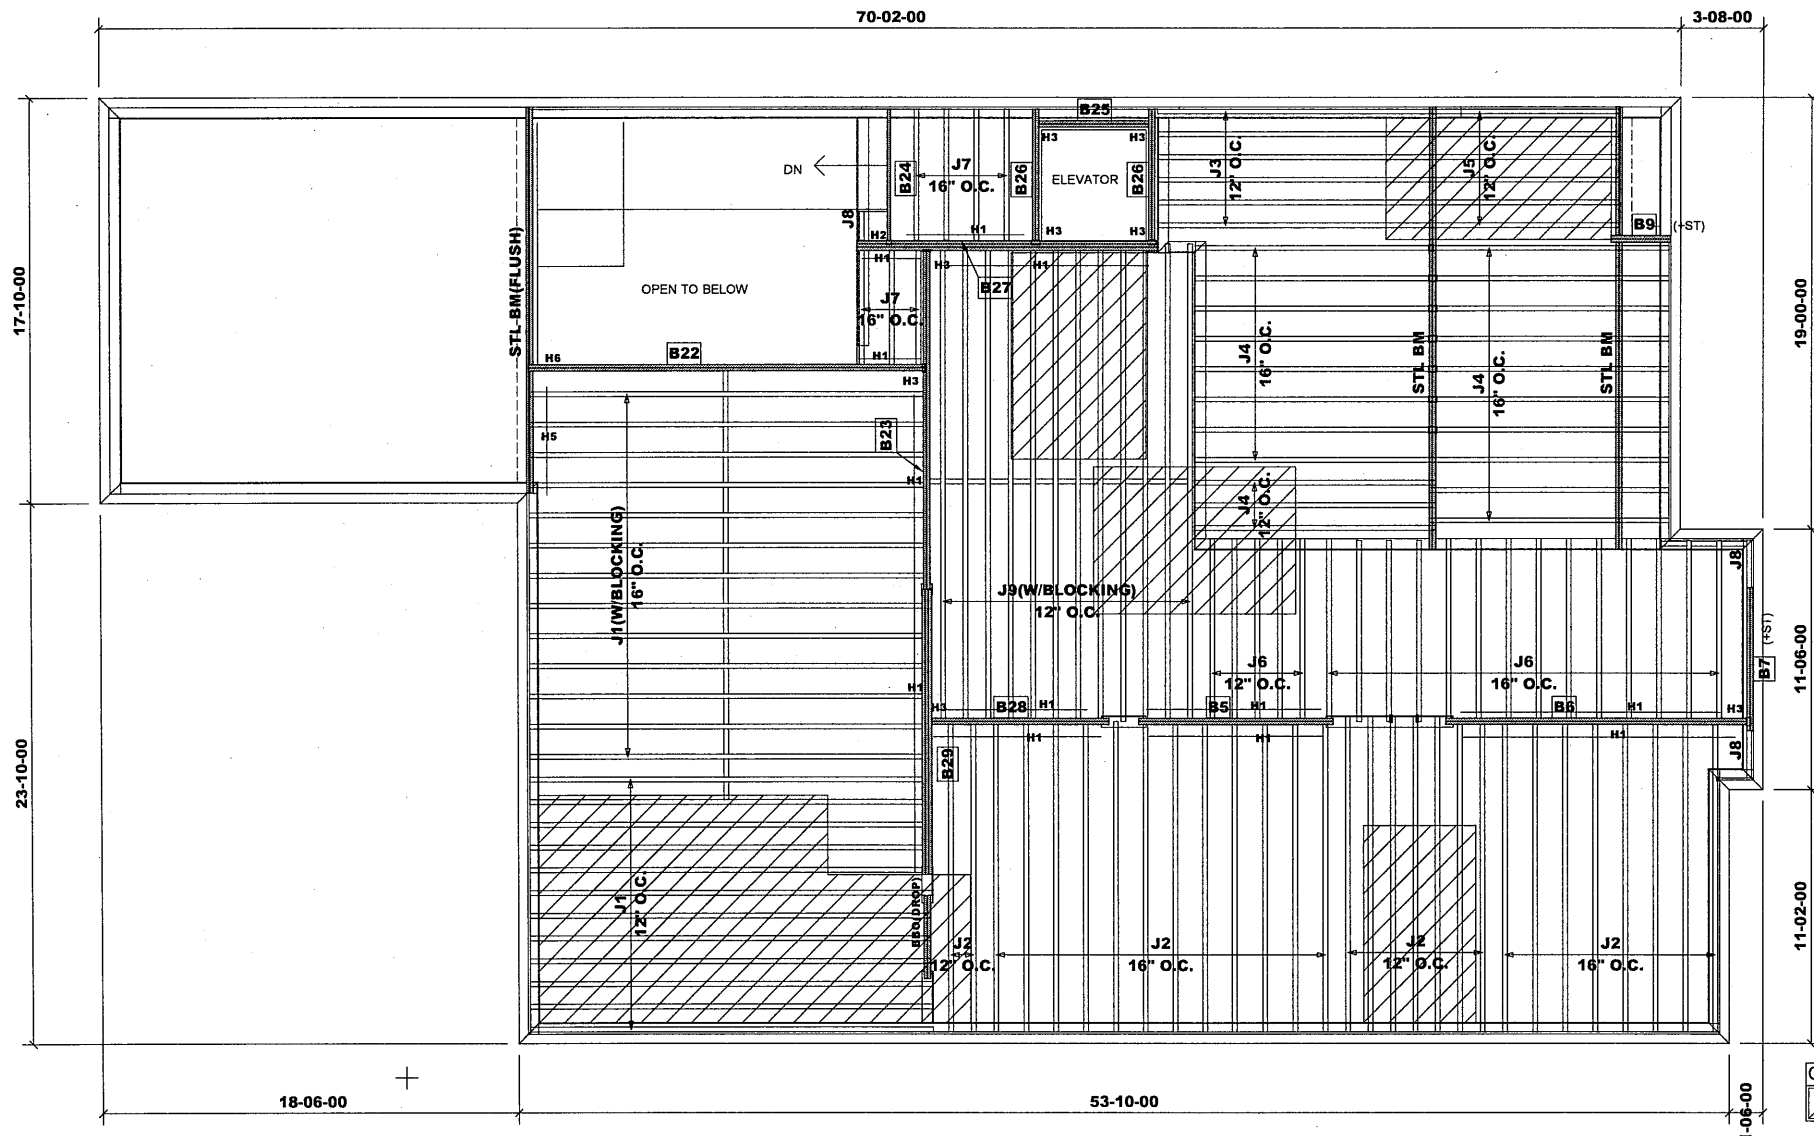 70-02-00
3-08-00
B25
H3
H3
J7
16" O.C.
B24
B26
ELEVATOR
B26
J3
12" O.C.
J5
12" O.C.
DN
J8
H2
H1
H3
H3
B9
(+ST)
STL BM(FLUSH)
OPEN TO BELOW
H1
H3
H1
B27
J7
16" O.C.
17-10-00
19-00-00
H6
B22
H1
H3
J4
16" O.C.
STL BM
J4
16" O.C.
STL BM
H5
B23
H1
J4
12" O.C.
J1(W/BLOCKING)
16" O.C.
J9(W/BLOCKING)
12" O.C.
J8
(+ST)
B7
11-06-00
H1
J6
12" O.C.
J6
16" O.C.
H3
B28
H1
B5
H1
B6
H1
H3
H1
H1
H1
B29
J8
23-10-00
J1
12" O.C.
J2
12" O.C.
J2
16" O.C.
J2
12" O.C.
J2
16" O.C.
11-02-00
18-06-00
53-10-00
-06-00